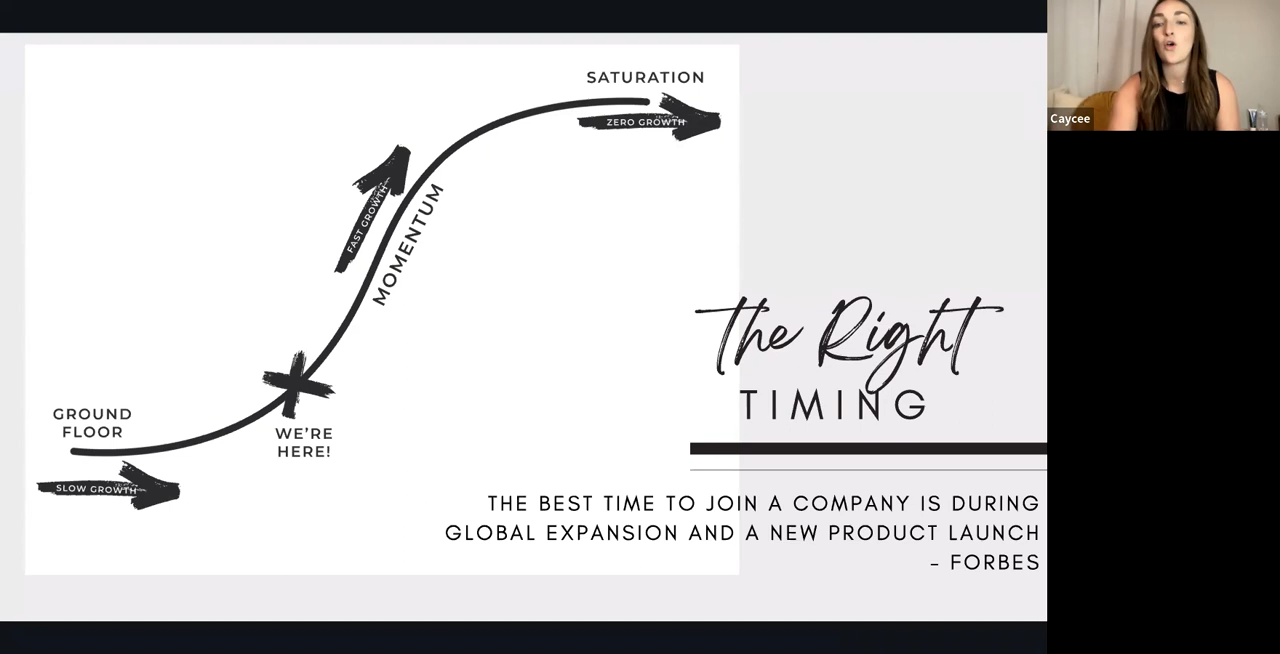 SATURATION
ZERO GROWTH
FAST GROWTH
MOMENTUM
GROUND
FLOOR
WE'RE
HERE!
SLOW GROWTH
the Right
TIMING
THE BEST TIME TO JOIN A COMPANY IS DURING
GLOBAL EXPANSION AND A NEW PRODUCT LAUNCH
- FORBES
Caycee